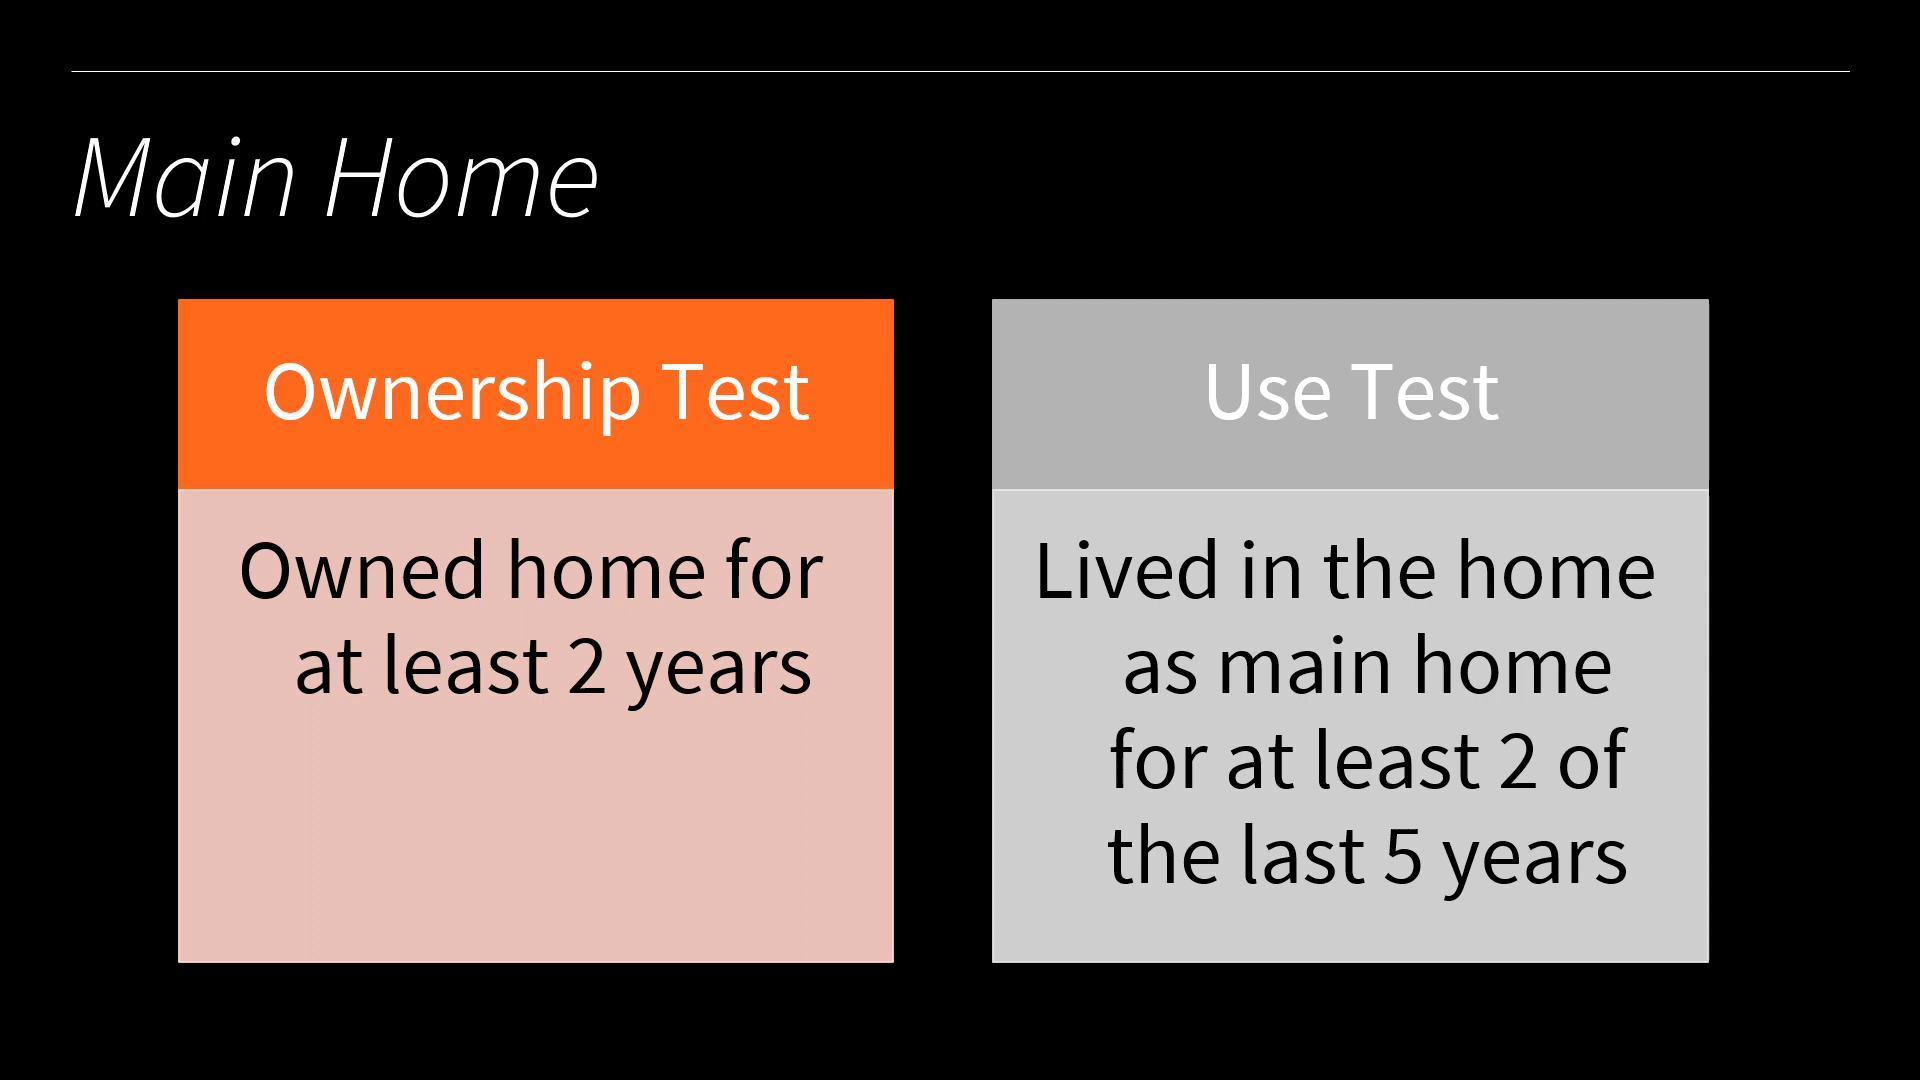 Main Home
Ownership Test
Owned home for
at least 2 years
Use Test
Lived in the home
as main home
for at least 2 of
the last 5 years